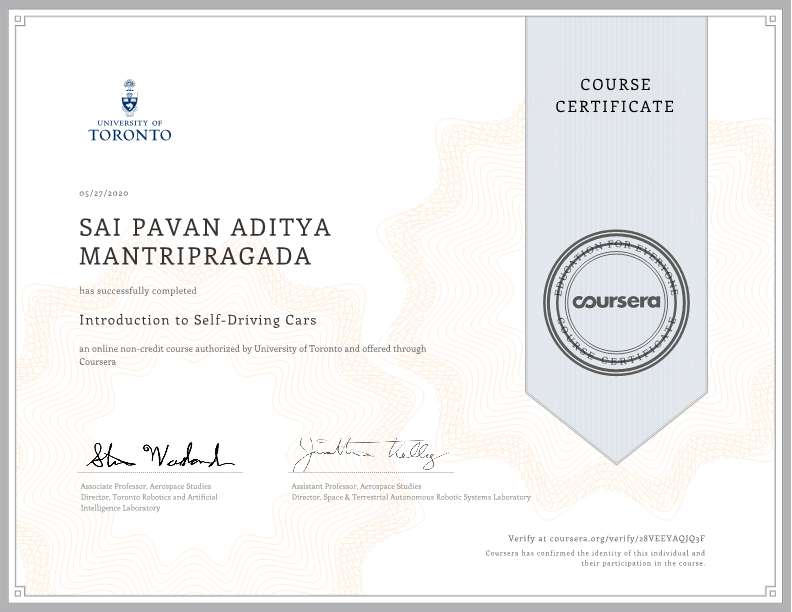 UNIVERSITY OF
TORONTO
COURSE
CERTIFICATE
05/27/2020
SAI PAVAN ADITYA
MANTRIPRAGADA
has successfully completed
Introduction to Self-Driving Cars
an online non-credit course authorized by University of Toronto and offered through
Coursera
EDUCATION FOR EVERYONE
coursera
COURSE CERTIFICATE
Associate Professor, Aerospace Studies
Director, Toronto Robotics and Artificial
Intelligence Laboratory
Assistant Professor, Aerospace Studies
Director, Space & Terrestrial Autonomous Robotic Systems Laboratory
Verify at coursera.org/verify/28VEEYAQJQ3F
Coursera has confirmed the identity of this individual and
their participation in the course.